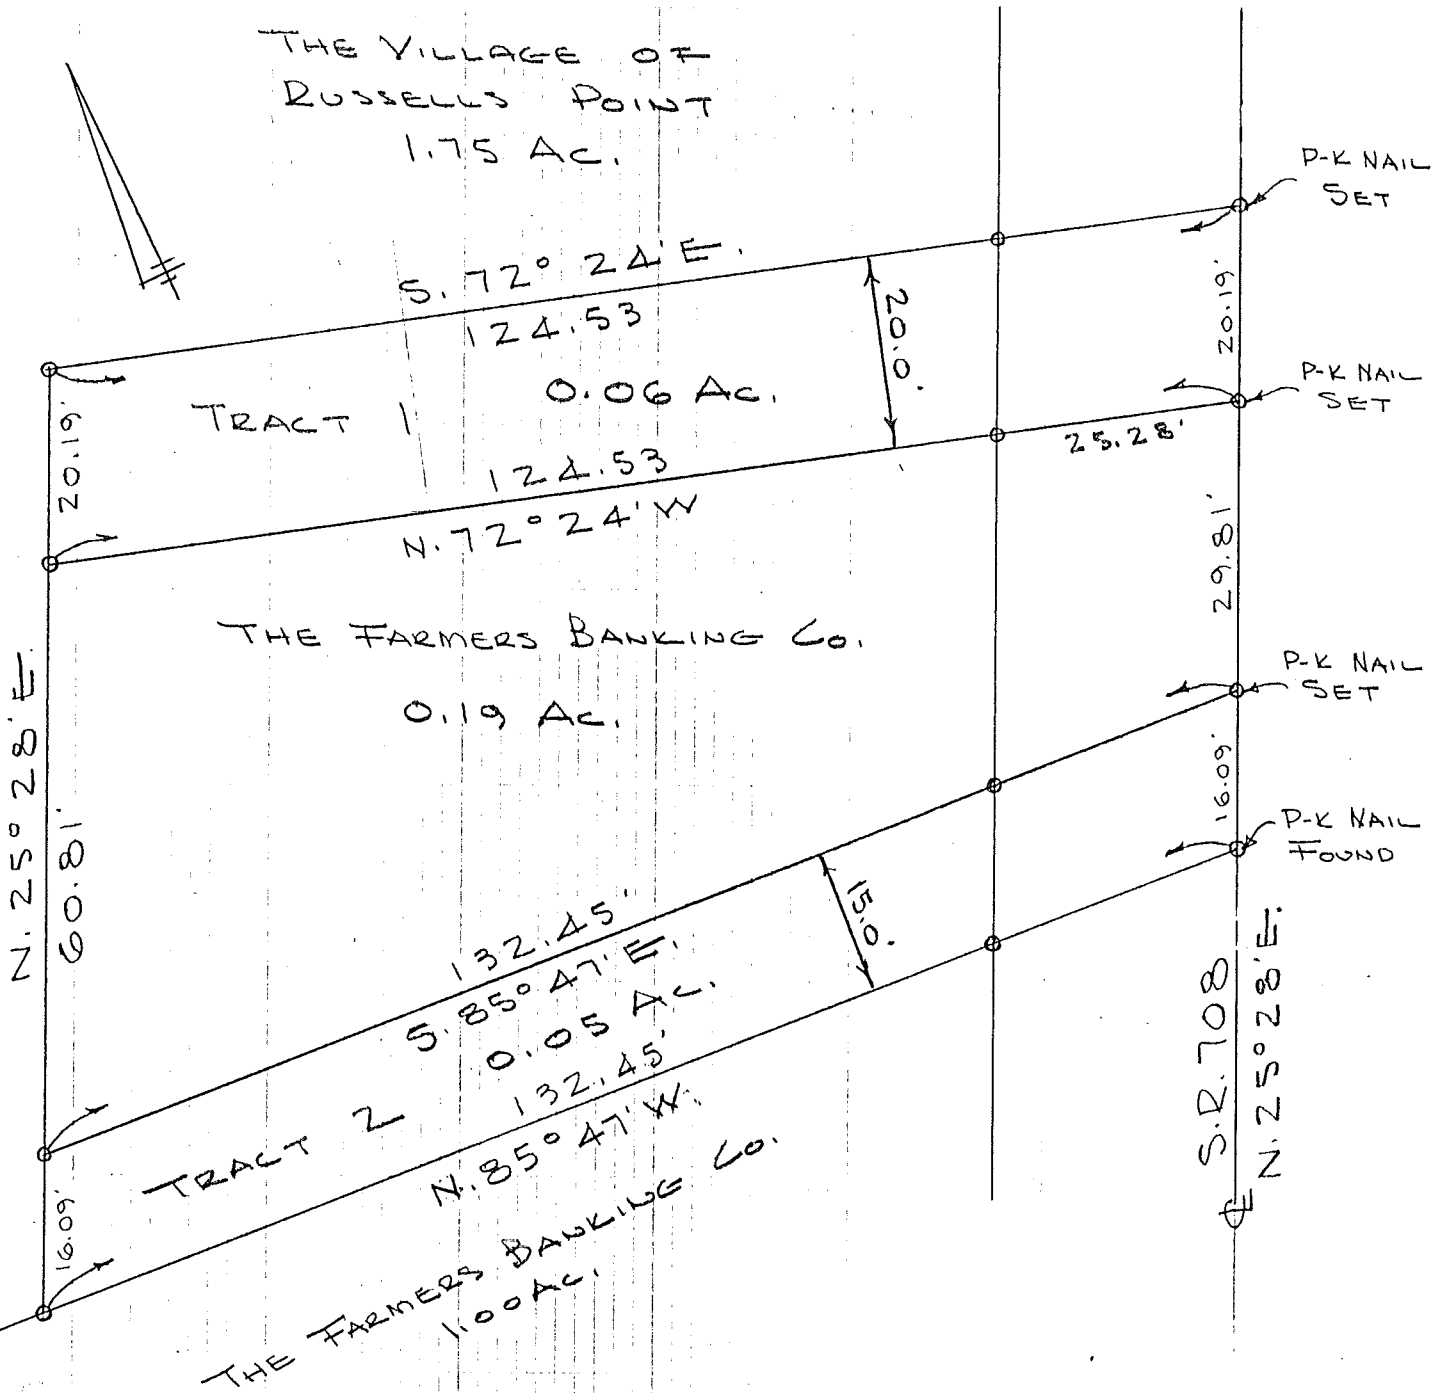 THE VILLAGE OF
RUSSELLS POINT
1.75 AC.
P-K NAIL
SET
S. 72° 24' E.
124.53
20.0'
20.19'
0.06 AC.
TRACT 1
P-K NAIL
SET
20.19'
25.28'
124.53
N. 72° 24' W
29.81'
THE FARMERS BANKING CO.
0.19 AC.
P-K NAIL
SET
N. 25° 28' E.
60.81'
16.09'
P-K NAIL
FOUND
132.45'
S. 85° 47' E.
15.0'
0.05 AC.
TRACT 2
132.45'
N. 85° 47' W.
16.09'
S.R. 708
N. 25° 28' E.
THE FARMERS BANKING CO.
1.00 AC.